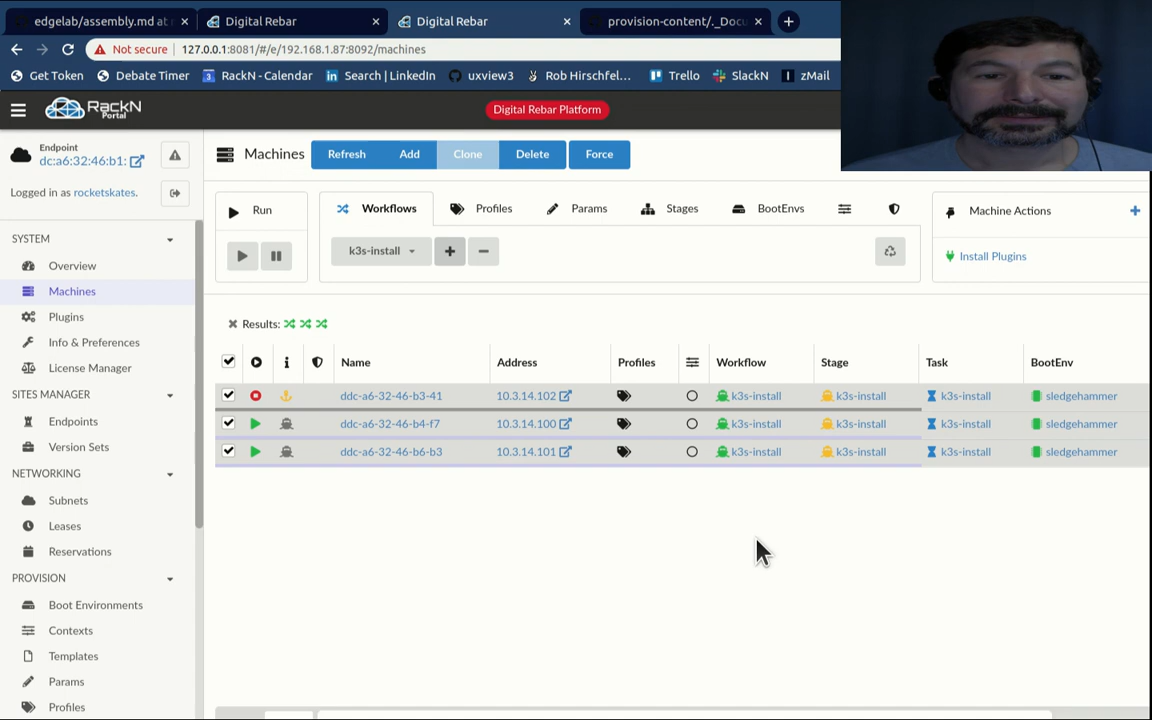 edgelab/assembly.md at r
Digital Rebar
Digital Rebar
provision-content/._Docu
Not secure
127.0.0.1:8081/#/e/192.168.1.87:8092/machines
Get Token
Debate Timer
RackN - Calendar
Search | LinkedIn
uxview3
Rob Hirschfel...
Trello
SlackN
zMail
RackN
Portal
Digital Rebar Platform
Endpoint
dc:a6:32:46:b1:
Logged in as rocketskates.
Machines
Refresh
Add
Clone
Delete
Force
Run
Workflows
Profiles
Params
Stages
BootEnvs
Machine Actions
k3s-install
Install Plugins
SYSTEM
Overview
Machines
Plugins
Info & Preferences
License Manager
SITES MANAGER
Endpoints
Version Sets
NETWORKING
Subnets
Leases
Reservations
PROVISION
Boot Environments
Contexts
Templates
Params
Profiles
Results:
Name Address Profiles Workflow Stage Task BootEnv
ddc-a6-32-46-b3-41 10.3.14.102 k3s-install k3s-install k3s-install sledgehammer
ddc-a6-32-46-b4-f7 10.3.14.100 k3s-install k3s-install k3s-install sledgehammer
ddc-a6-32-46-b6-b3 10.3.14.101 k3s-install k3s-install k3s-install sledgehammer